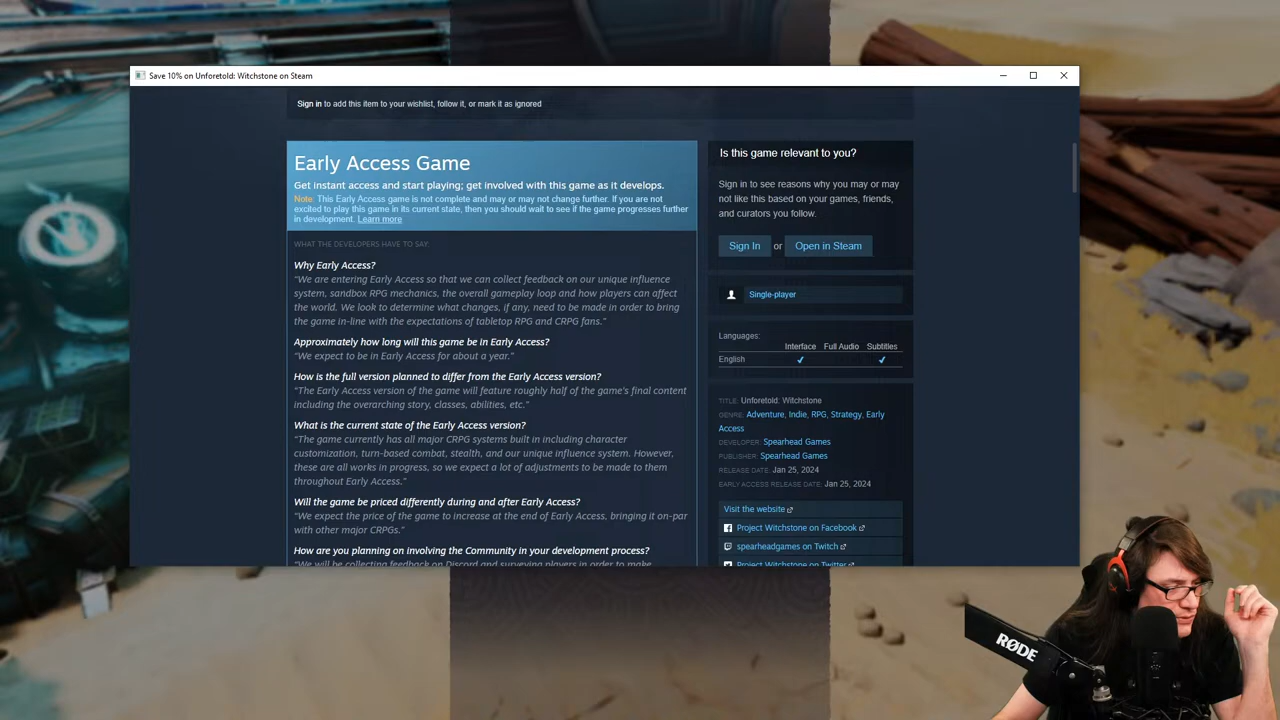 Save 10% on Unforetold: Witchstone on Steam
Sign in to add this item to your wishlist, follow it, or mark it as ignored
Early Access Game
Get instant access and start playing; get involved with this game as it develops.
Note: This Early Access game is not complete and may or may not change further. If you are not
excited to play this game in its current state, then you should wait to see if the game progresses further
in development. Learn more
WHAT THE DEVELOPERS HAVE TO SAY:
Why Early Access?
“We are entering Early Access so that we can collect feedback on our unique influence
system, sandbox RPG mechanics, the overall gameplay loop and how players can affect
the world. We look to determine what changes, if any, need to be made in order to bring
the game in-line with the expectations of tabletop RPG and CRPG fans.”
Approximately how long will this game be in Early Access?
“We expect to be in Early Access for about a year.”
How is the full version planned to differ from the Early Access version?
“The Early Access version of the game will feature roughly half of the game's final content
including the overarching story, classes, abilities, etc.”
What is the current state of the Early Access version?
“The game currently has all major CRPG systems built in including character
customization, turn-based combat, stealth, and our unique influence system. However,
these are all works in progress, so we expect a lot of adjustments to be made to them
throughout Early Access.”
Will the game be priced differently during and after Early Access?
“We expect the price of the game to increase at the end of Early Access, bringing it on-par
with other major CRPGs.”
How are you planning on involving the Community in your development process?
“We will be collecting feedback on Discord and surveying players in order to make
Is this game relevant to you?
Sign in to see reasons why you may or may
not like this based on your games, friends,
and curators you follow.
Sign In or Open in Steam
Single-player
Languages:
Interface Full Audio Subtitles
English ✔ ✔
TITLE: Unforetold: Witchstone
GENRE: Adventure, Indie, RPG, Strategy, Early
Access
DEVELOPER: Spearhead Games
PUBLISHER: Spearhead Games
RELEASE DATE: Jan 25, 2024
EARLY ACCESS RELEASE DATE: Jan 25, 2024
Visit the website
Project Witchstone on Facebook
spearheadgames on Twitch
Project Witchstone on Twitter
RØDE